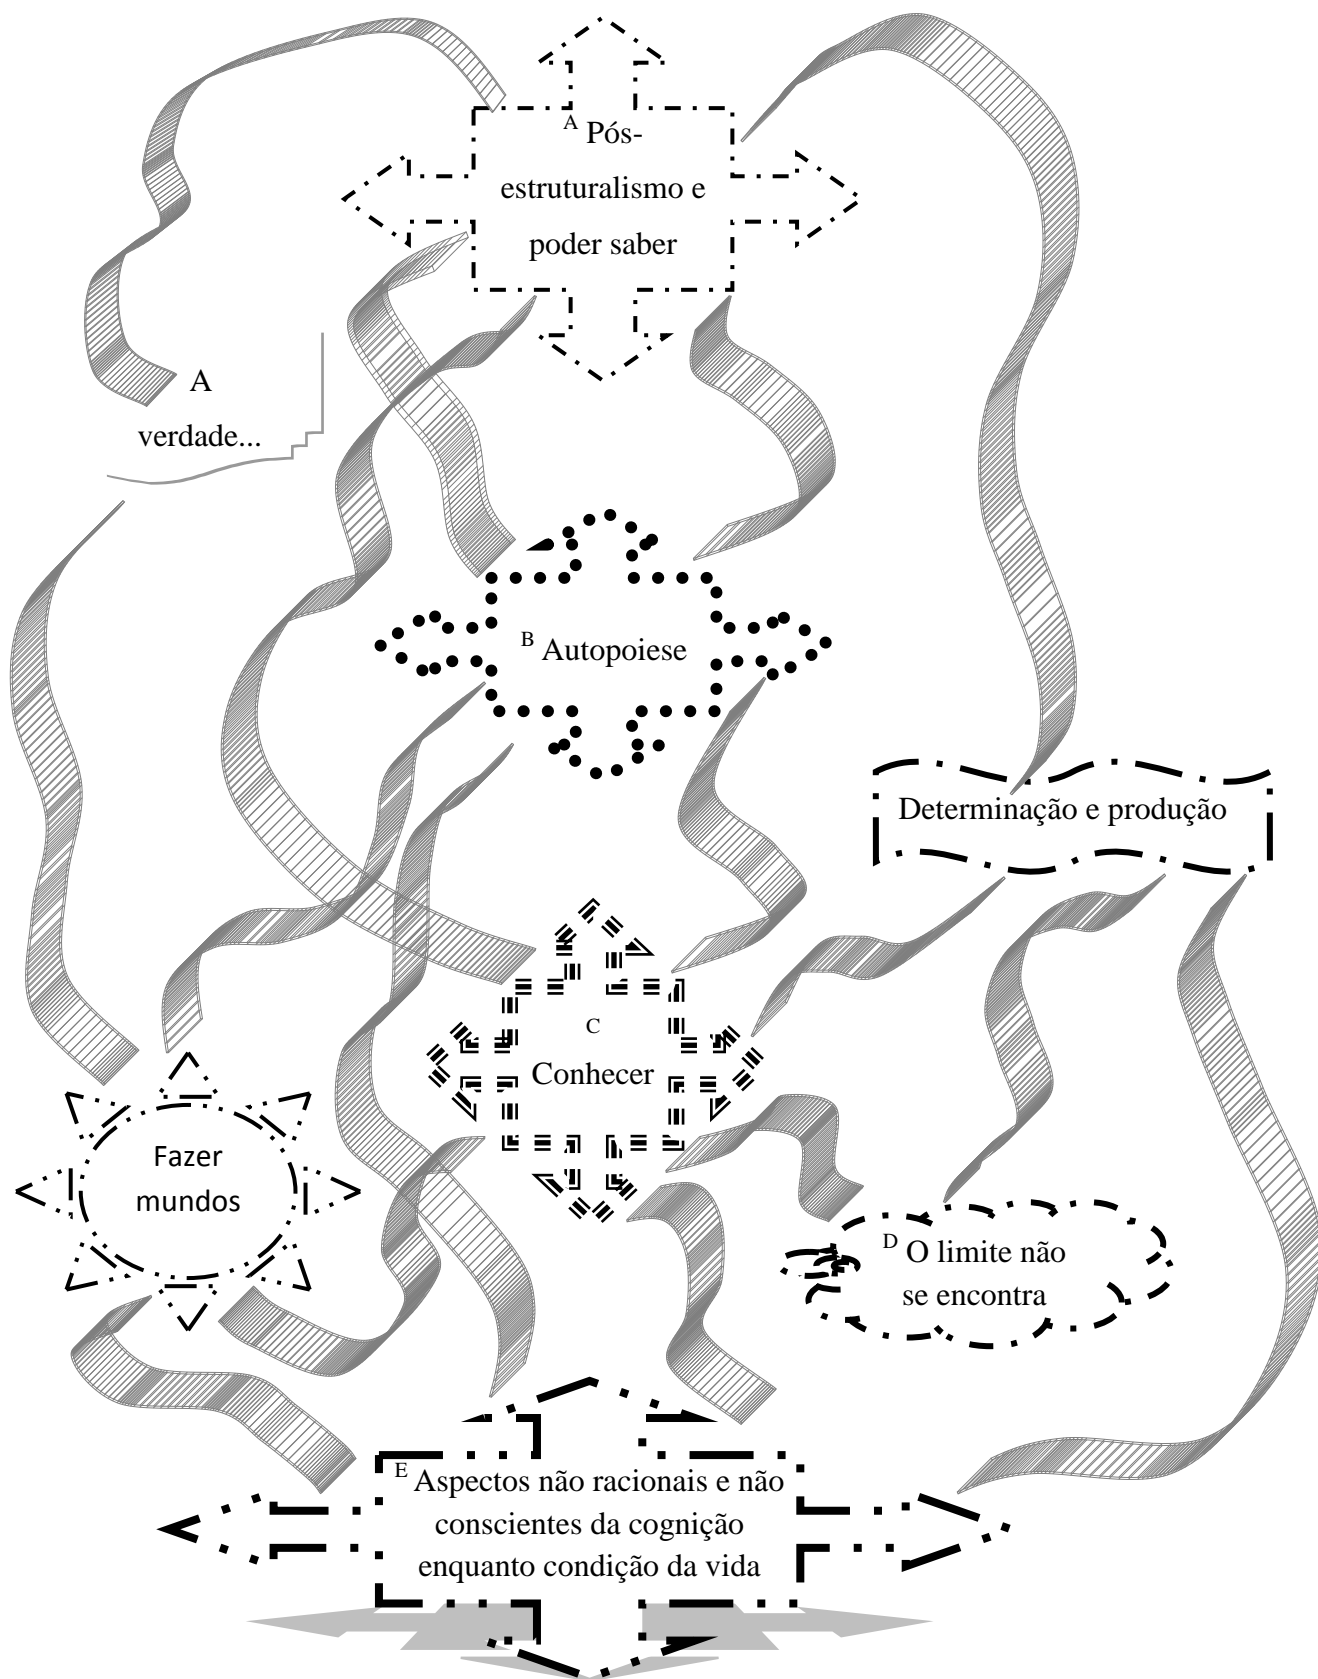 A Pós-
estruturalismo e
poder saber
A
verdade...
B Autopoiese
Determinação e produção
C
Conhecer
Fazer
mundos
D O limite não
se encontra
E Aspectos não racionais e não
conscientes da cognição
enquanto condição da vida